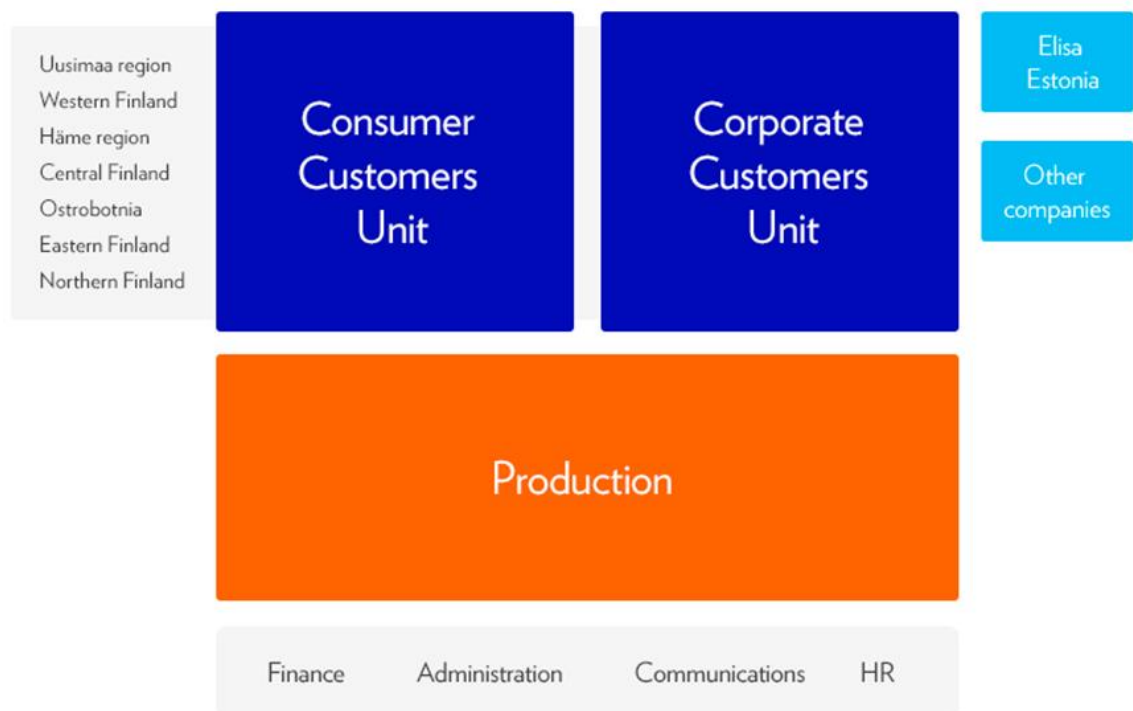 Uusimaa region
Western Finland
Häme region
Central Finland
Ostrobotnia
Eastern Finland
Northern Finland
Consumer
Customers
Unit
Corporate
Customers
Unit
Elisa
Estonia
Other
companies
Production
Finance Administration Communications HR